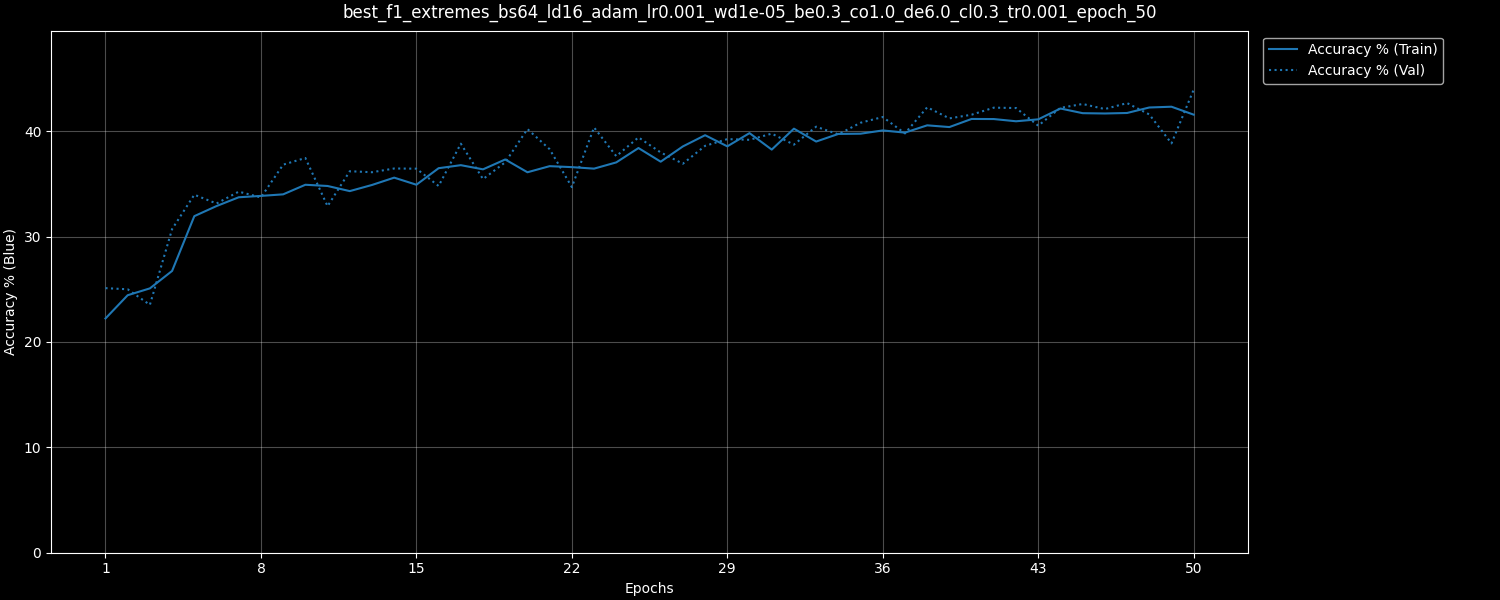 best_f1_extremes_bs64_ld16_adam_lr0.001_wd1e-05_be0.3_co1.0_de6.0_cl0.3_tr0.001_epoch_50
Accuracy % (Train)
Accuracy % (Val)
Accuracy % (Blue)
40
30
20
10
0
1 8 15 22 29 36 43 50
Epochs